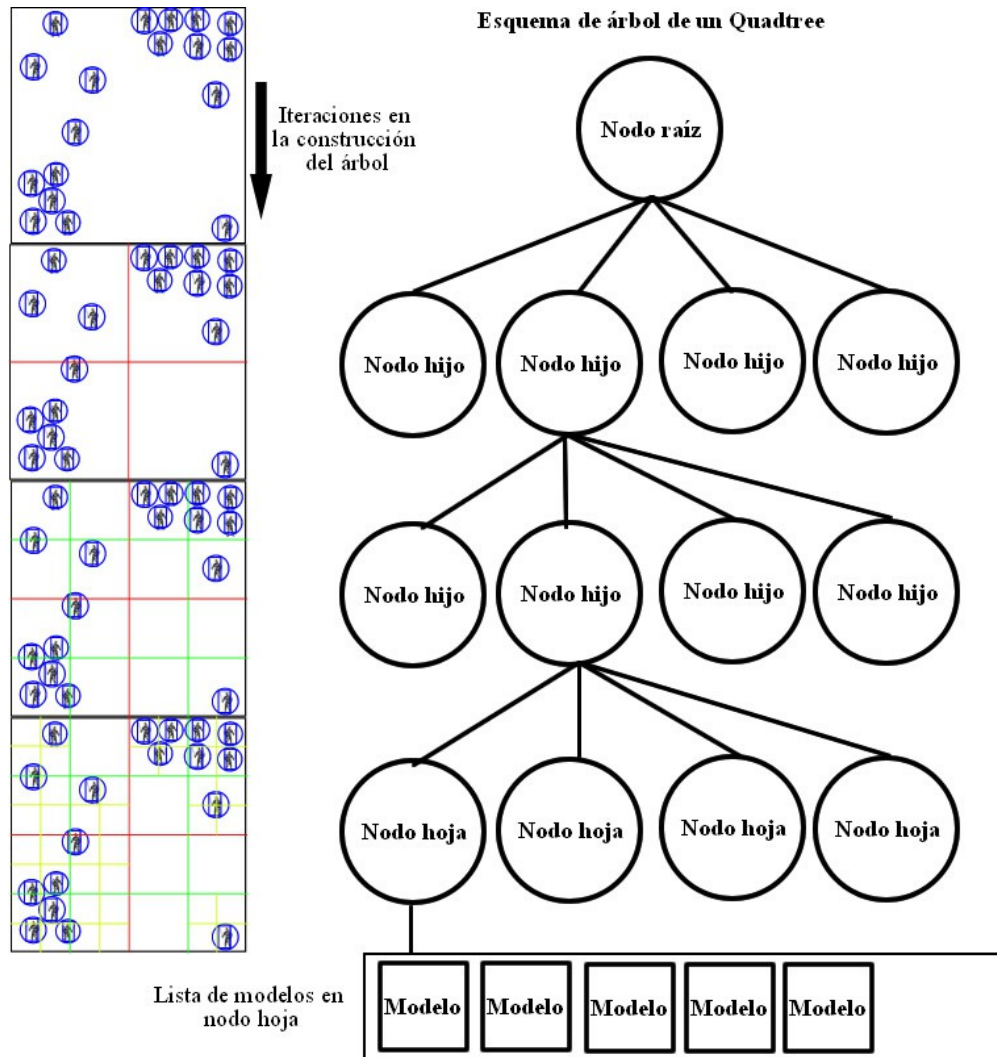 Esquema de árbol de un Quadtree
Iteraciones en
la construcción
del árbol
Nodo raíz
Nodo hijo
Nodo hijo
Nodo hijo
Nodo hijo
Nodo hijo
Nodo hijo
Nodo hijo
Nodo hijo
Nodo hoja
Nodo hoja
Nodo hoja
Nodo hoja
Lista de modelos en
nodo hoja
Modelo
Modelo
Modelo
Modelo
Modelo